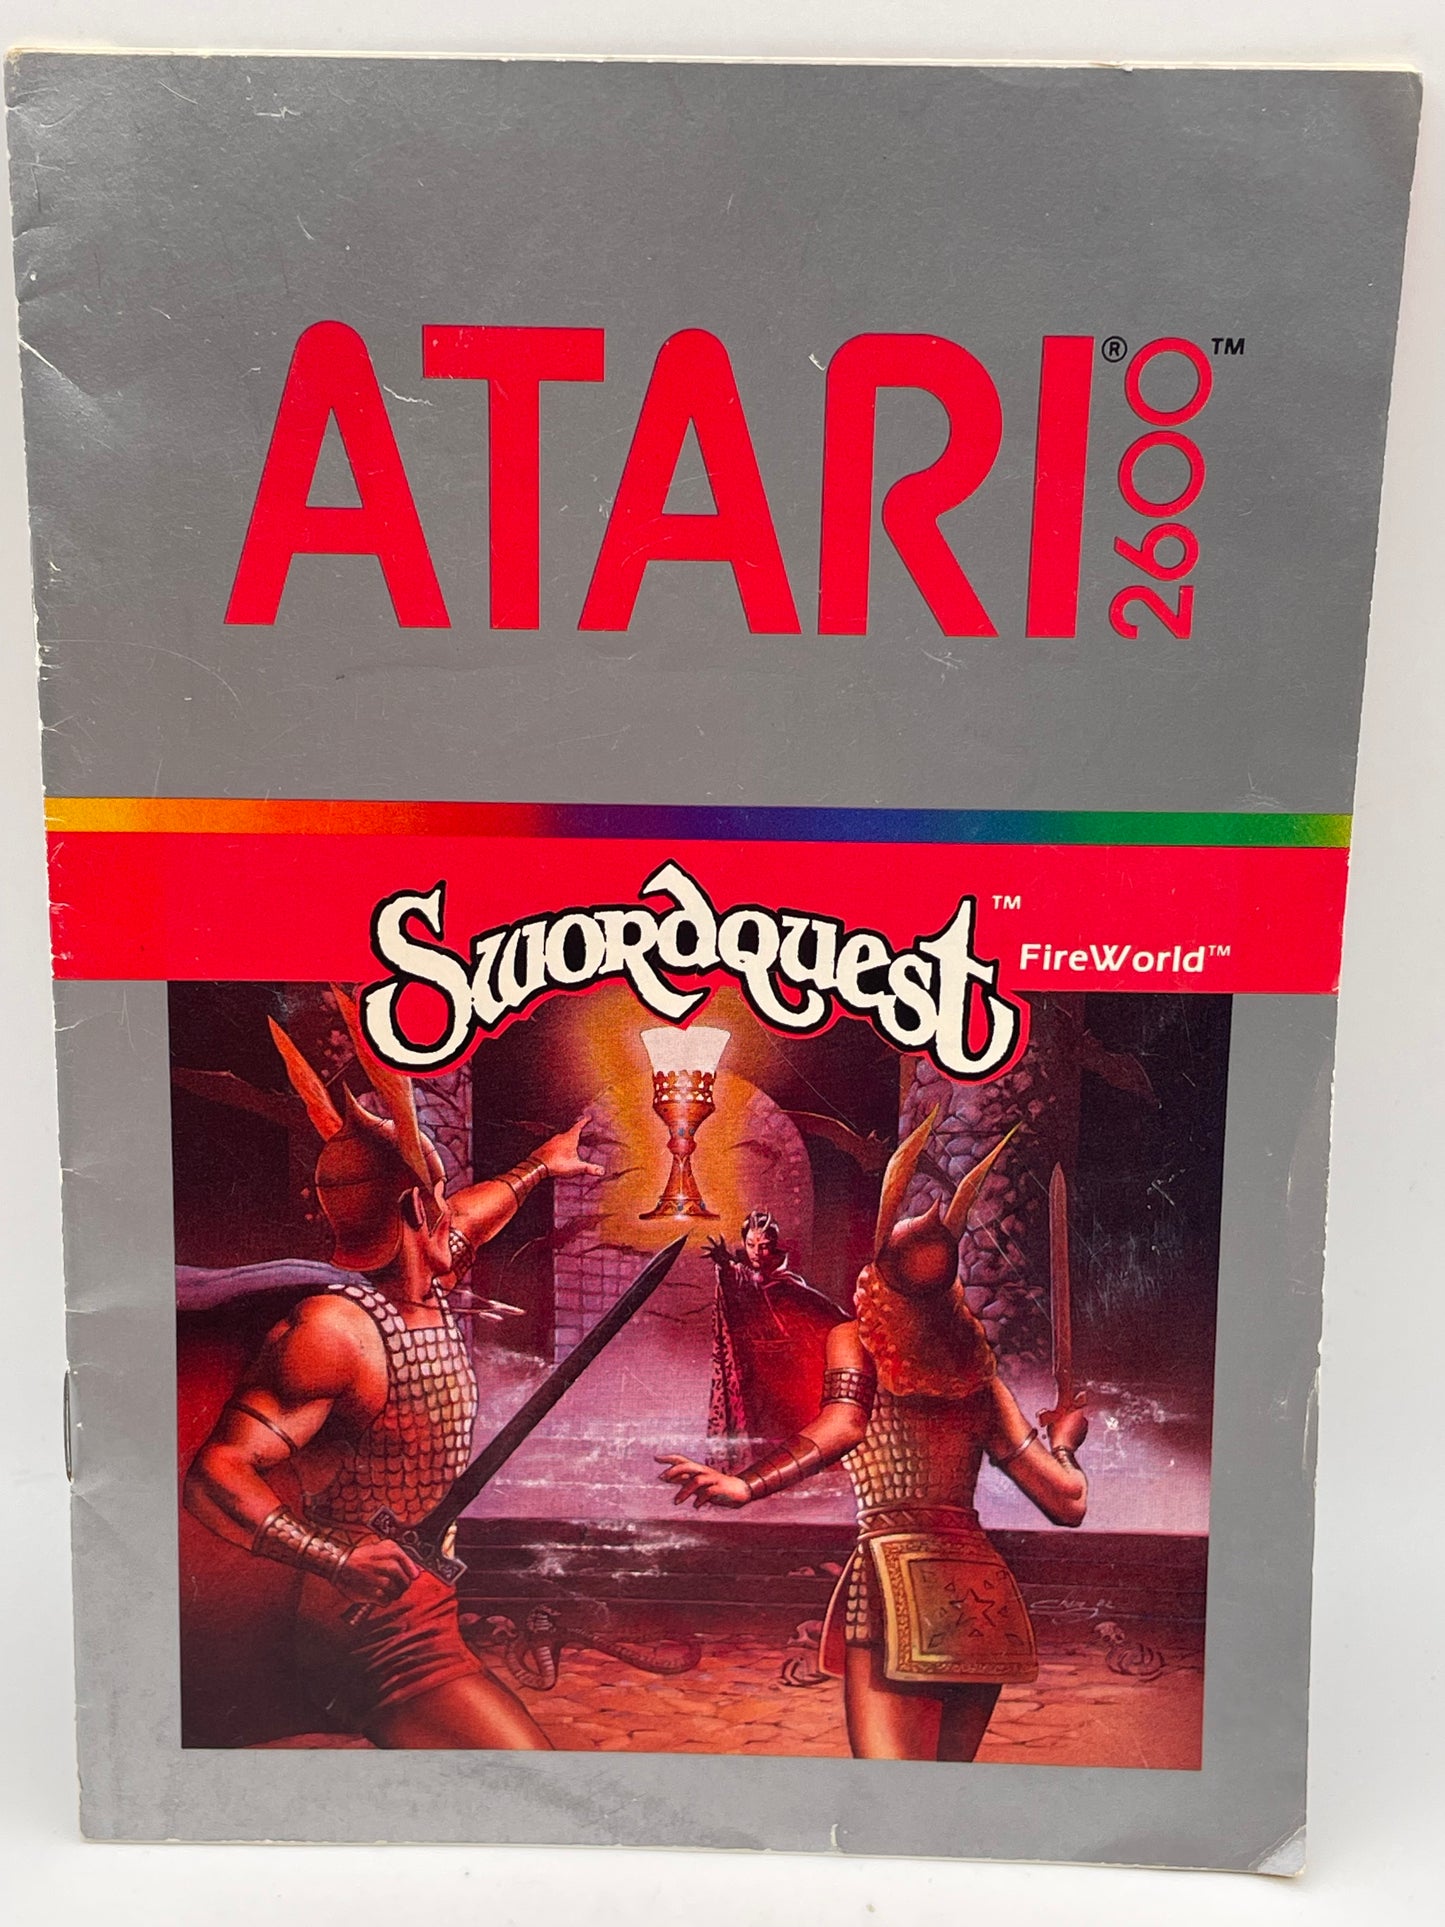 ATARI® 2600™
Swordquest™
FireWorld™